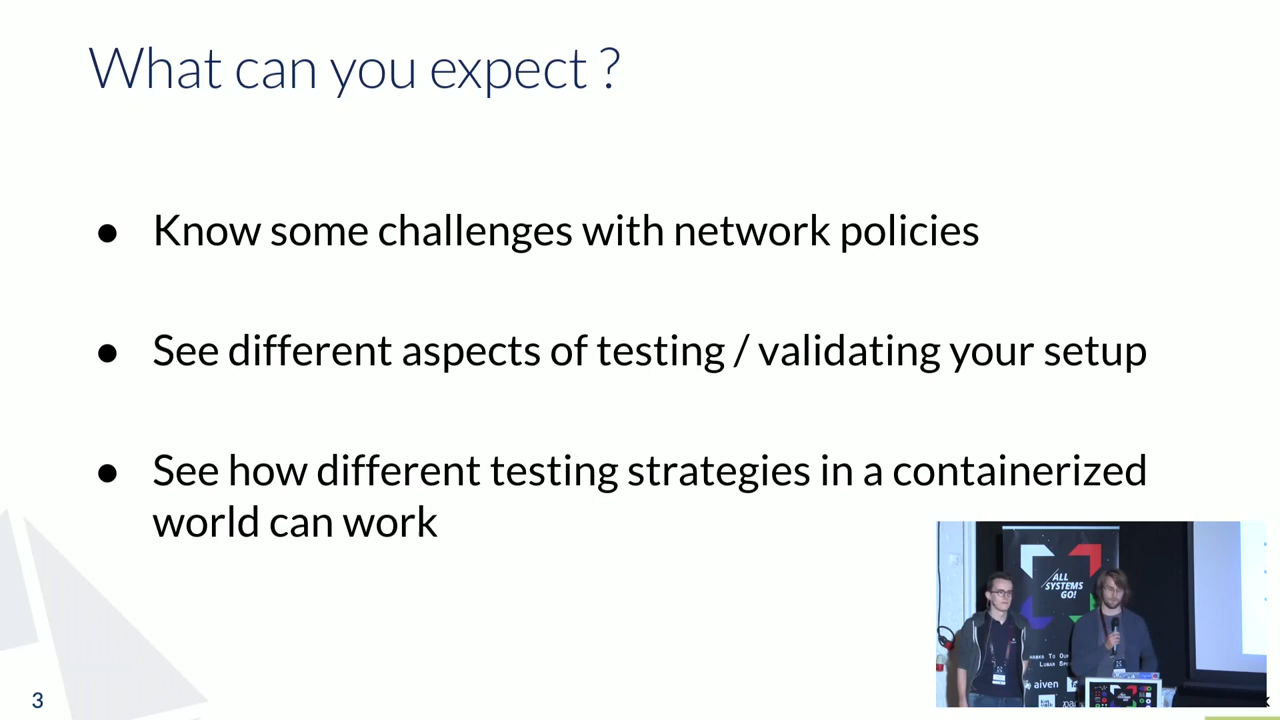 What can you expect ?
● Know some challenges with network policies
● See different aspects of testing / validating your setup
● See how different testing strategies in a containerized
world can work
ALL
SYSTEMS
GO!
aiven
3